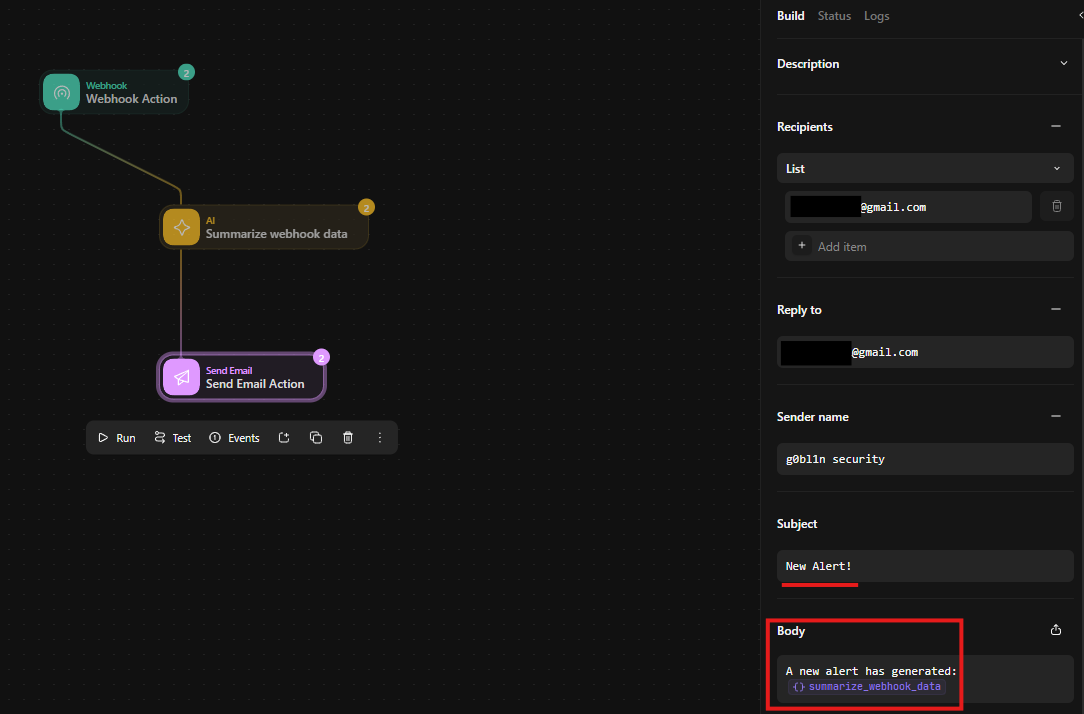 Webhook
Webhook Action
2
AI
Summarize webhook data
2
Send Email
Send Email Action
2
Run Test Events
Build Status Logs
Description
Recipients
List
@gmail.com
+ Add item
Reply to
@gmail.com
Sender name
g0bl1n security
Subject
New Alert!
Body
A new alert has generated:
{} summarize_webhook_data